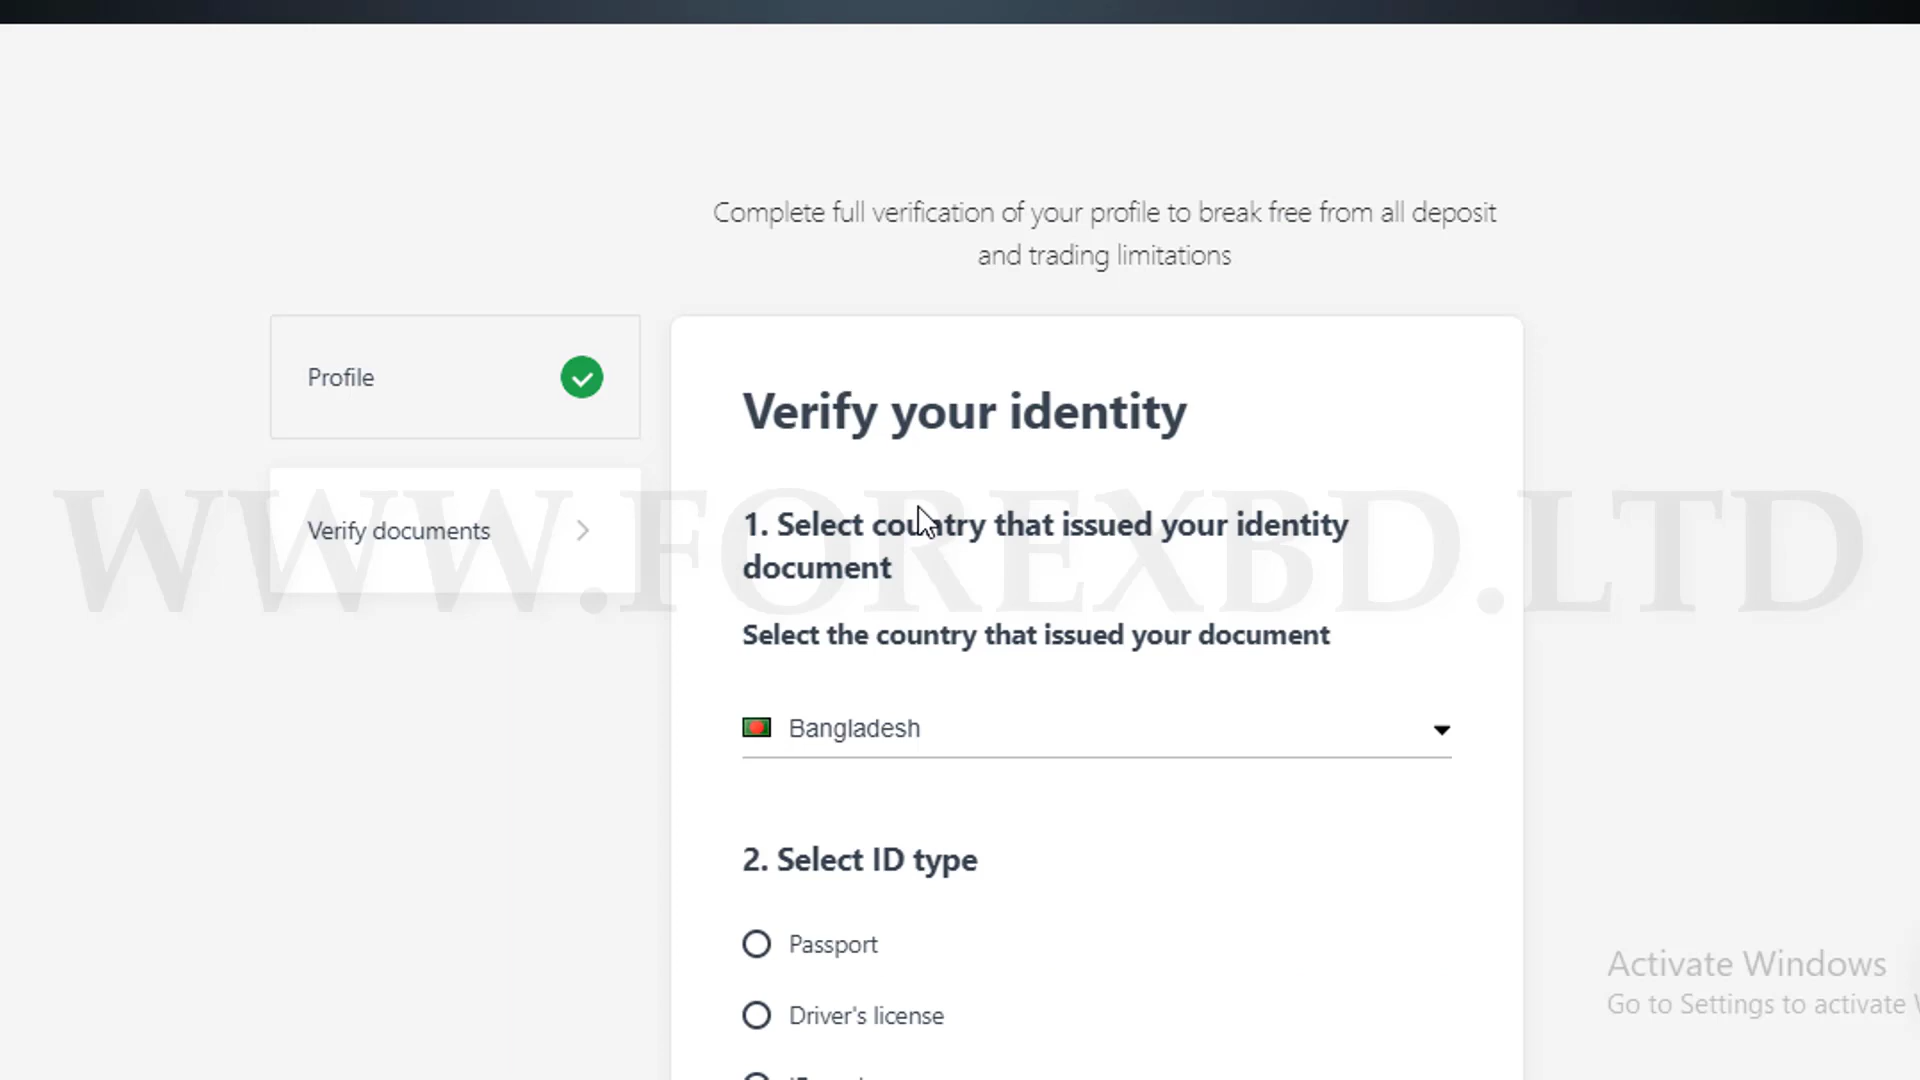 Complete full verification of your profile to break free from all deposit
and trading limitations
Profile
Verify documents
Verify your identity
1. Select country that issued your identity
document
Select the country that issued your document
Bangladesh
2. Select ID type
Passport
Driver's license
WWW.FOREXBD.LTD
Activate Windows
Go to Settings to activate